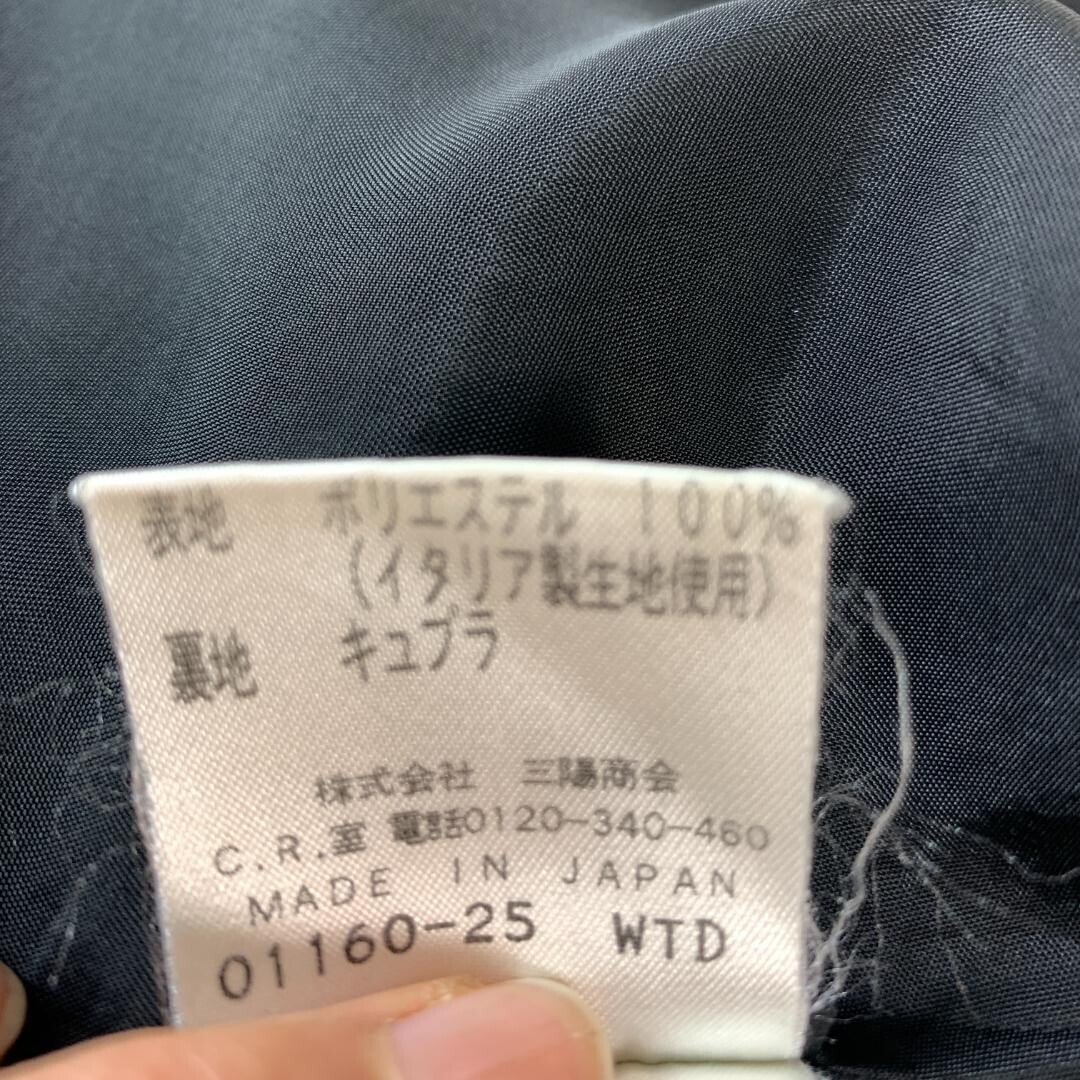 表地 ポリエステル 100%
(イタリア製生地使用)
裏地 キュプラ
株式会社 三陽商会
C.R.室 電話0120-340-460
MADE IN JAPAN
01160-25 WTD